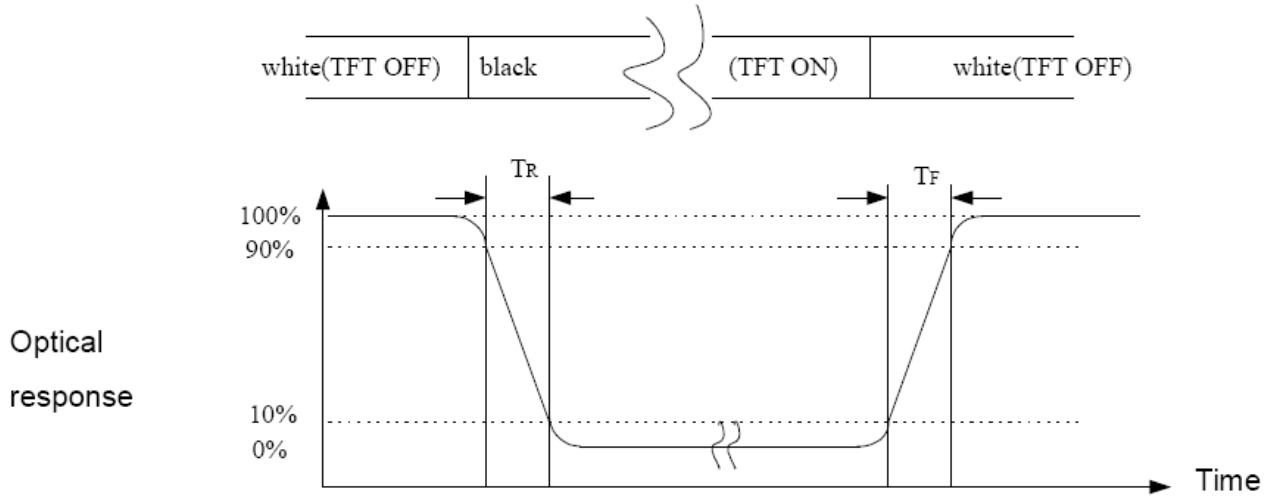 white(TFT OFF) black (TFT ON) white(TFT OFF)
TR TF
100%
90%
Optical
response
10%
0%
Time